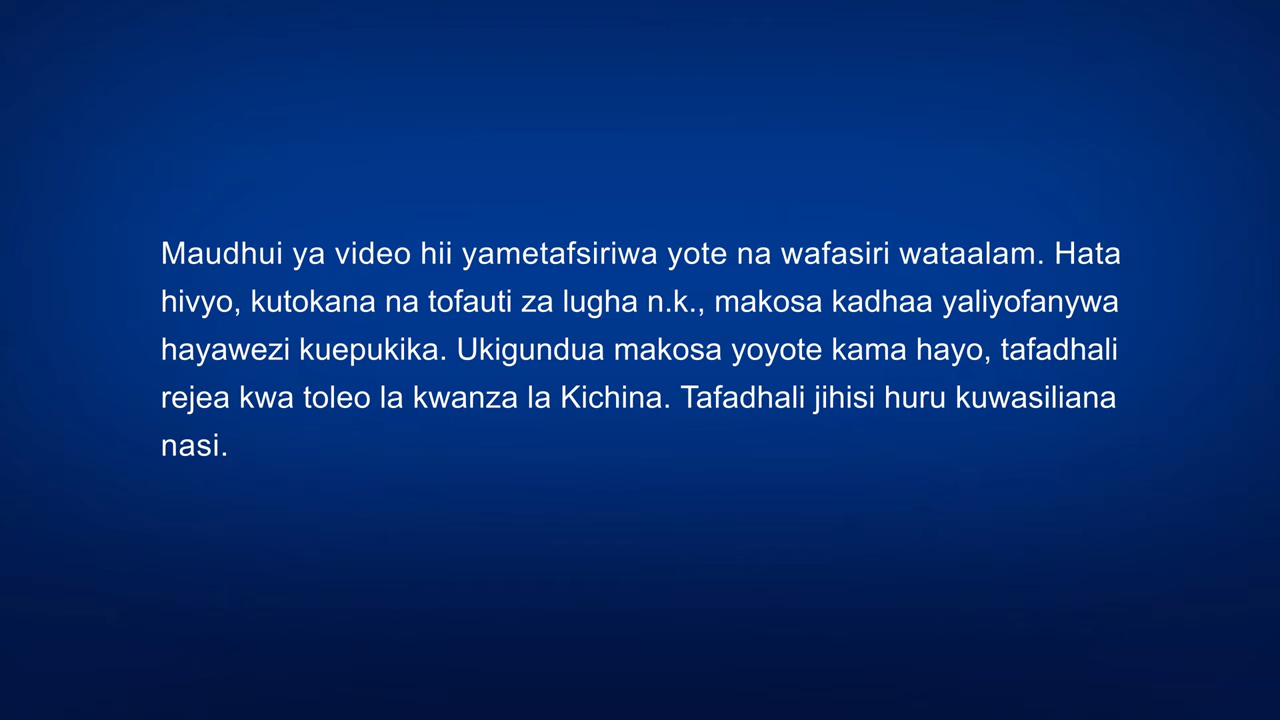 Maudhui ya video hii yametafsiriwa yote na wafasiri wataalam. Hata
hivyo, kutokana na tofauti za lugha n.k., makosa kadhaa yaliyofanywa
hayawezi kuepukika. Ukigundua makosa yoyote kama hayo, tafadhali
rejea kwa toleo la kwanza la Kichina. Tafadhali jihisi huru kuwasiliana
nasi.